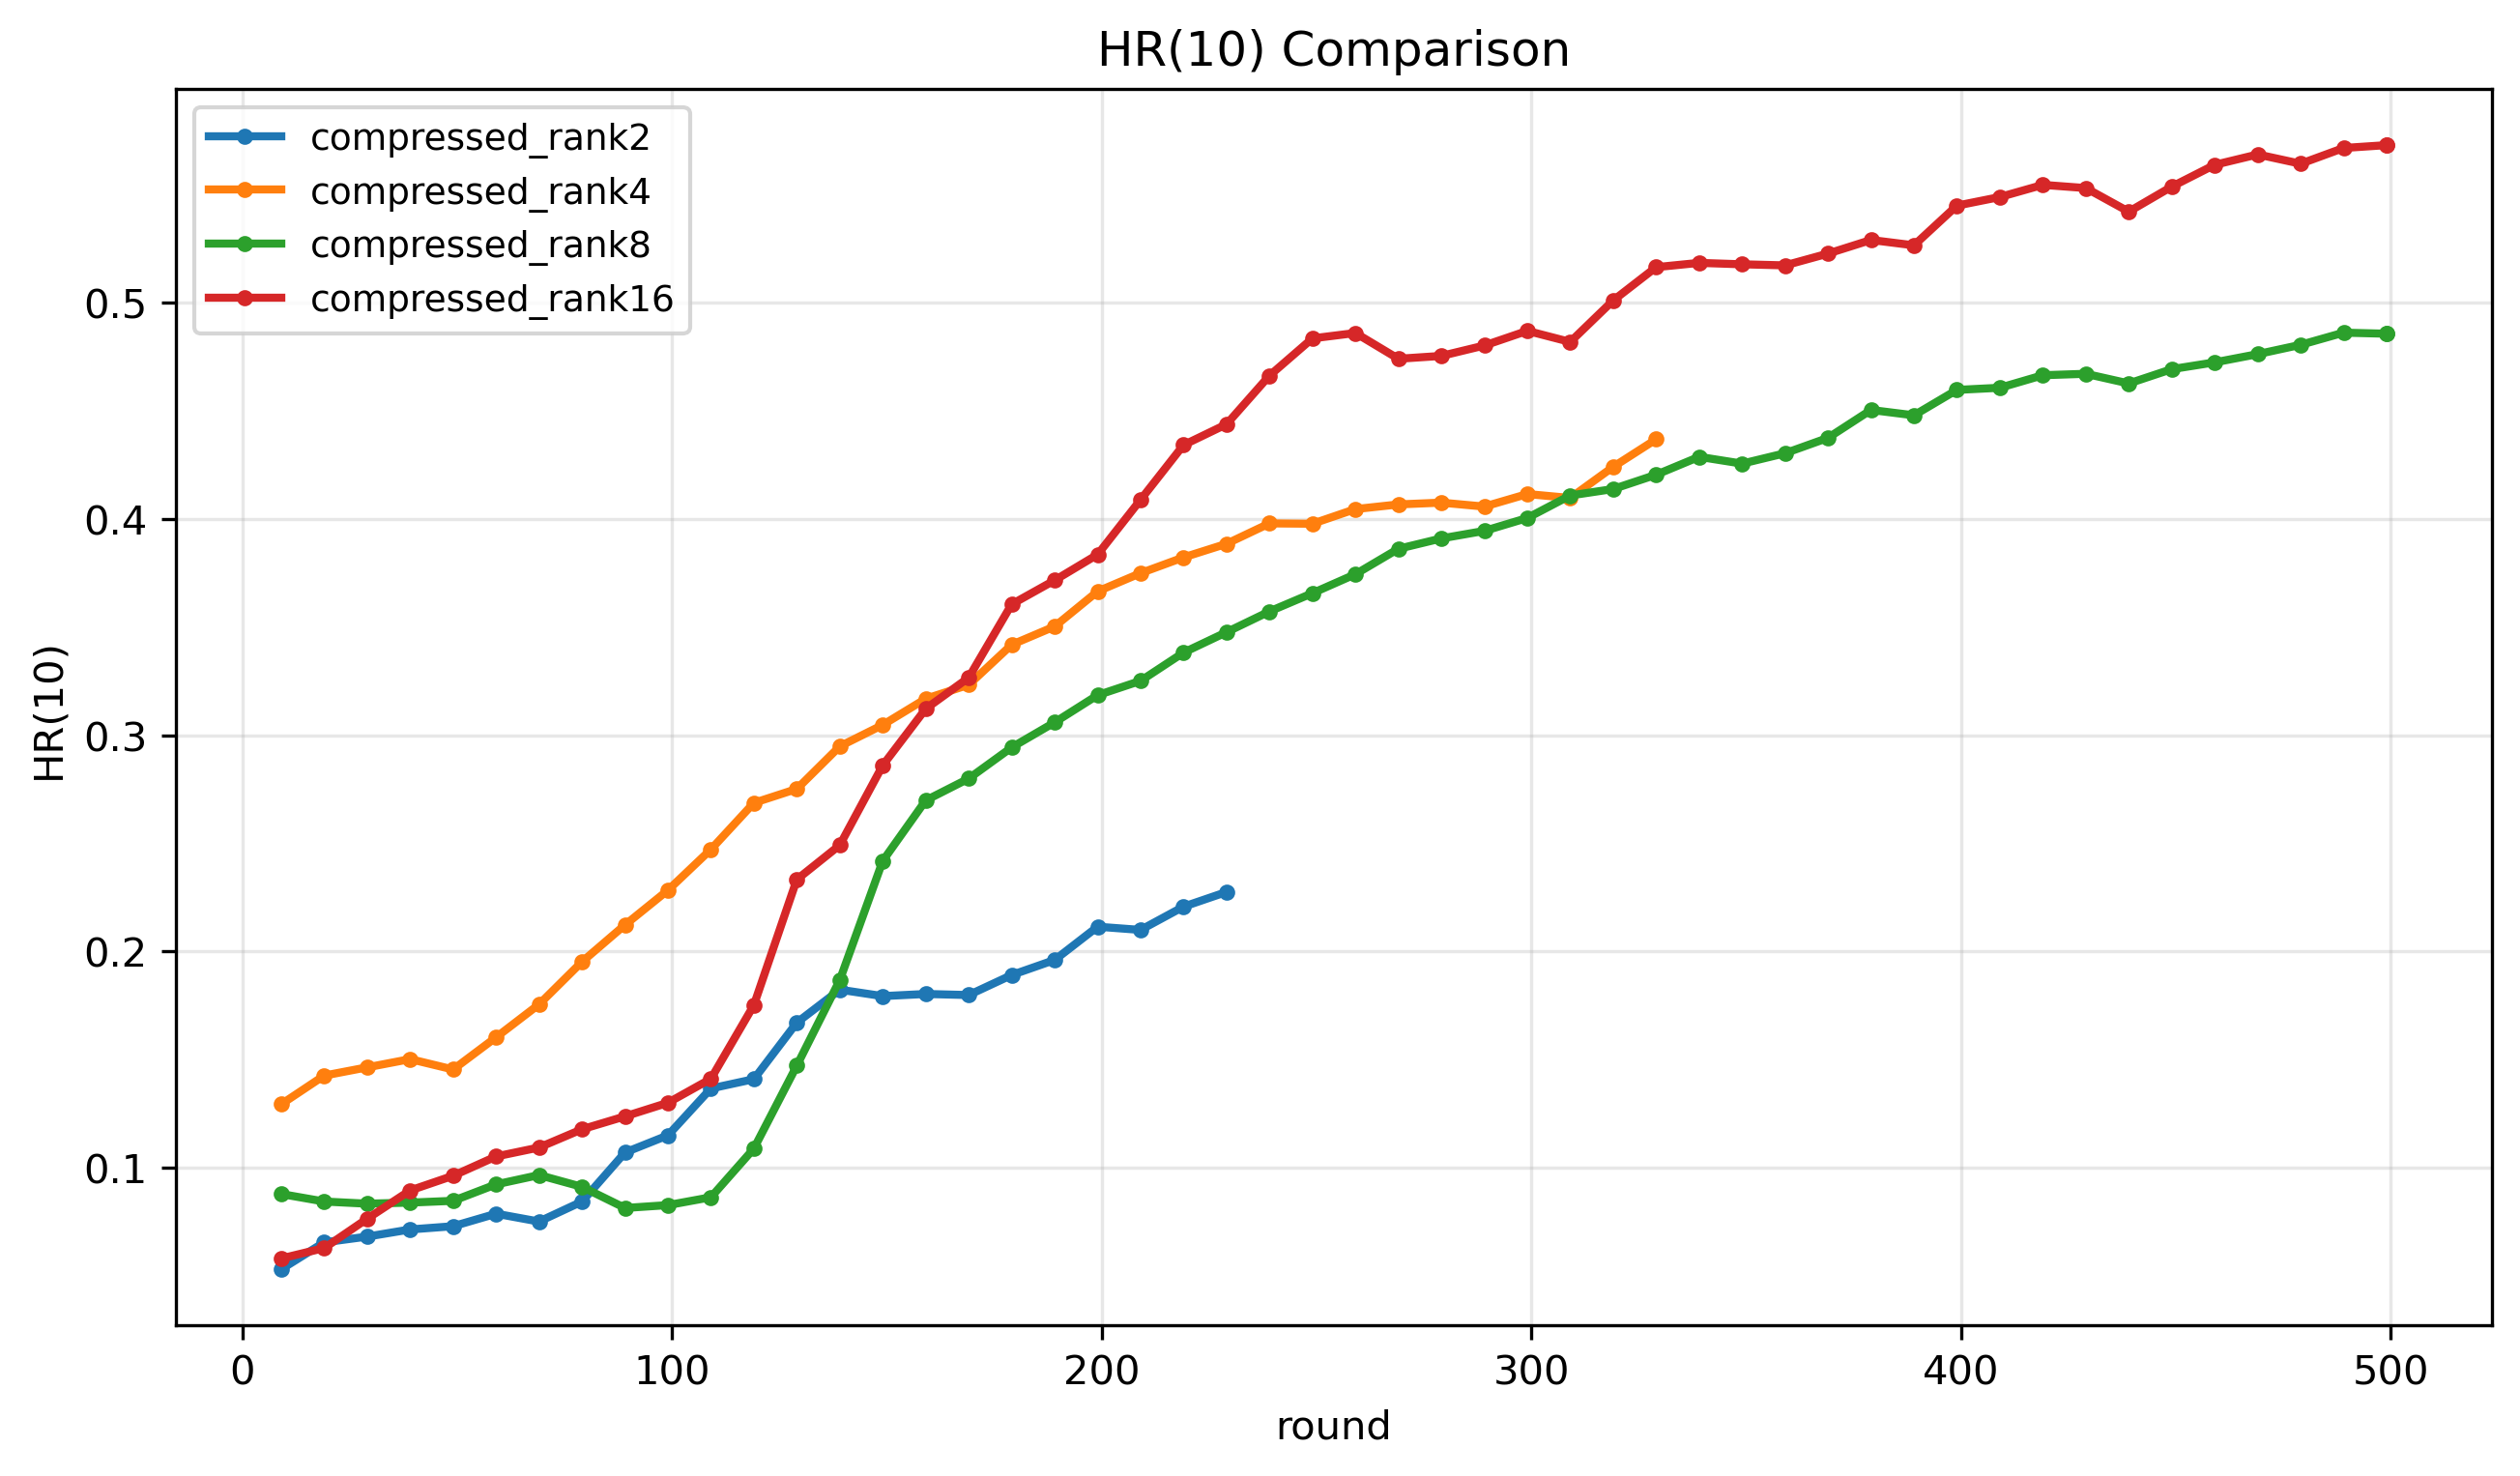 HR(10) Comparison
compressed_rank2
compressed_rank4
compressed_rank8
compressed_rank16
HR(10)
0.5
0.4
0.3
0.2
0.1
0 100 200 300 400 500
round